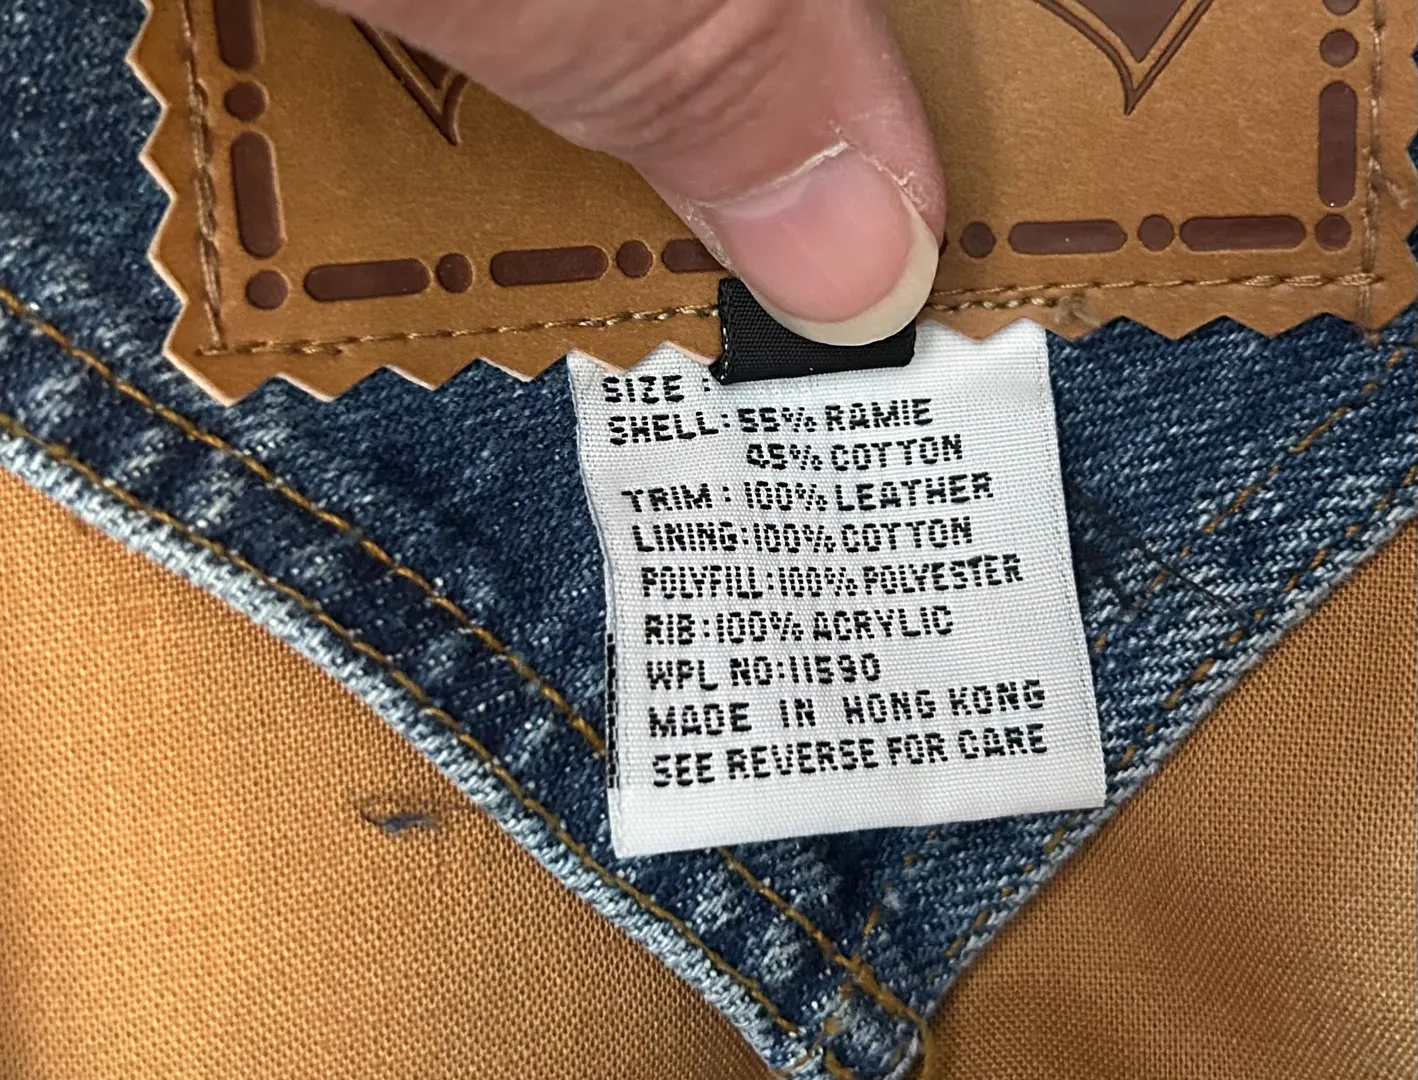 SIZE :
SHELL: 55% RAMIE
45% COTTON
TRIM : 100% LEATHER
LINING:100% COTTON
POLYFILL:100% POLYESTER
RIB:100% ACRYLIC
WPL NO:11590
MADE IN HONG KONG
SEE REVERSE FOR CARE